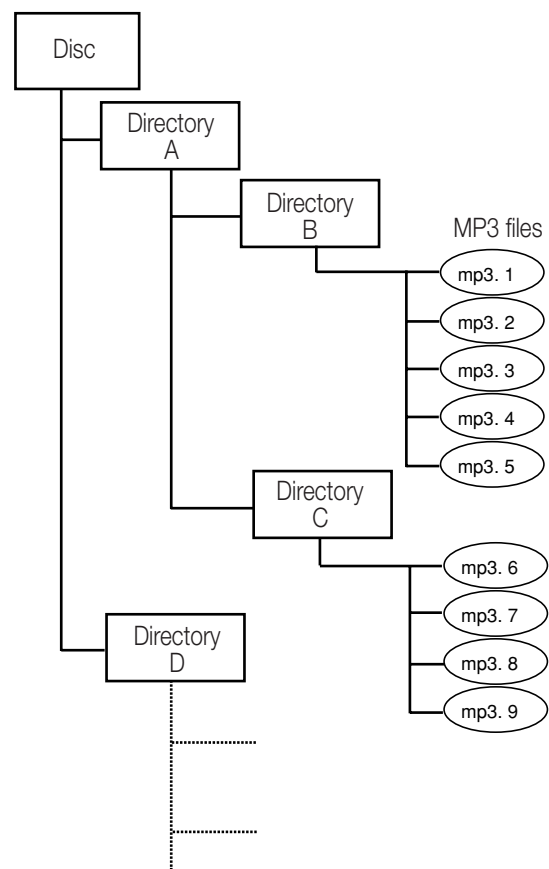 Disc
Directory
A
Directory
B
MP3 files
mp3. 1
mp3. 2
mp3. 3
mp3. 4
mp3. 5
Directory
C
mp3. 6
mp3. 7
mp3. 8
mp3. 9
Directory
D